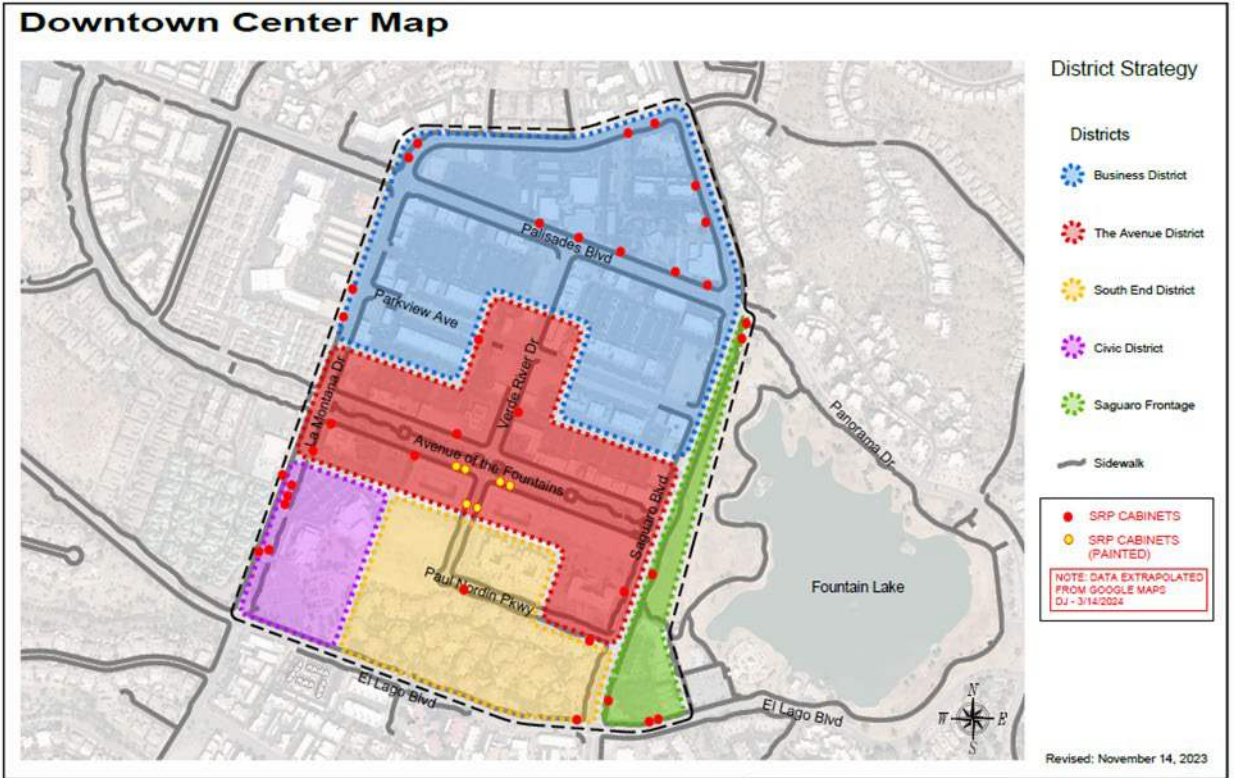 Downtown Center Map
District Strategy
Districts
Business District
The Avenue District
South End District
Civic District
Saguaro Frontage
Sidewalk
SRP CABINETS
SRP CABINETS
(PAINTED)
NOTE: DATA EXTRAPOLATED
FROM GOOGLE MAPS
DJ - 3/14/2024
Palisades Blvd
Parkview Ave
La Montana Dr
Verde River Dr
Avenue of the Fountains
Saguaro Blvd
Panorama Dr
Paul Nordin Pkwy
Fountain Lake
El Lago Blvd
El Lago Blvd
N
W
E
S
Revised: November 14, 2023